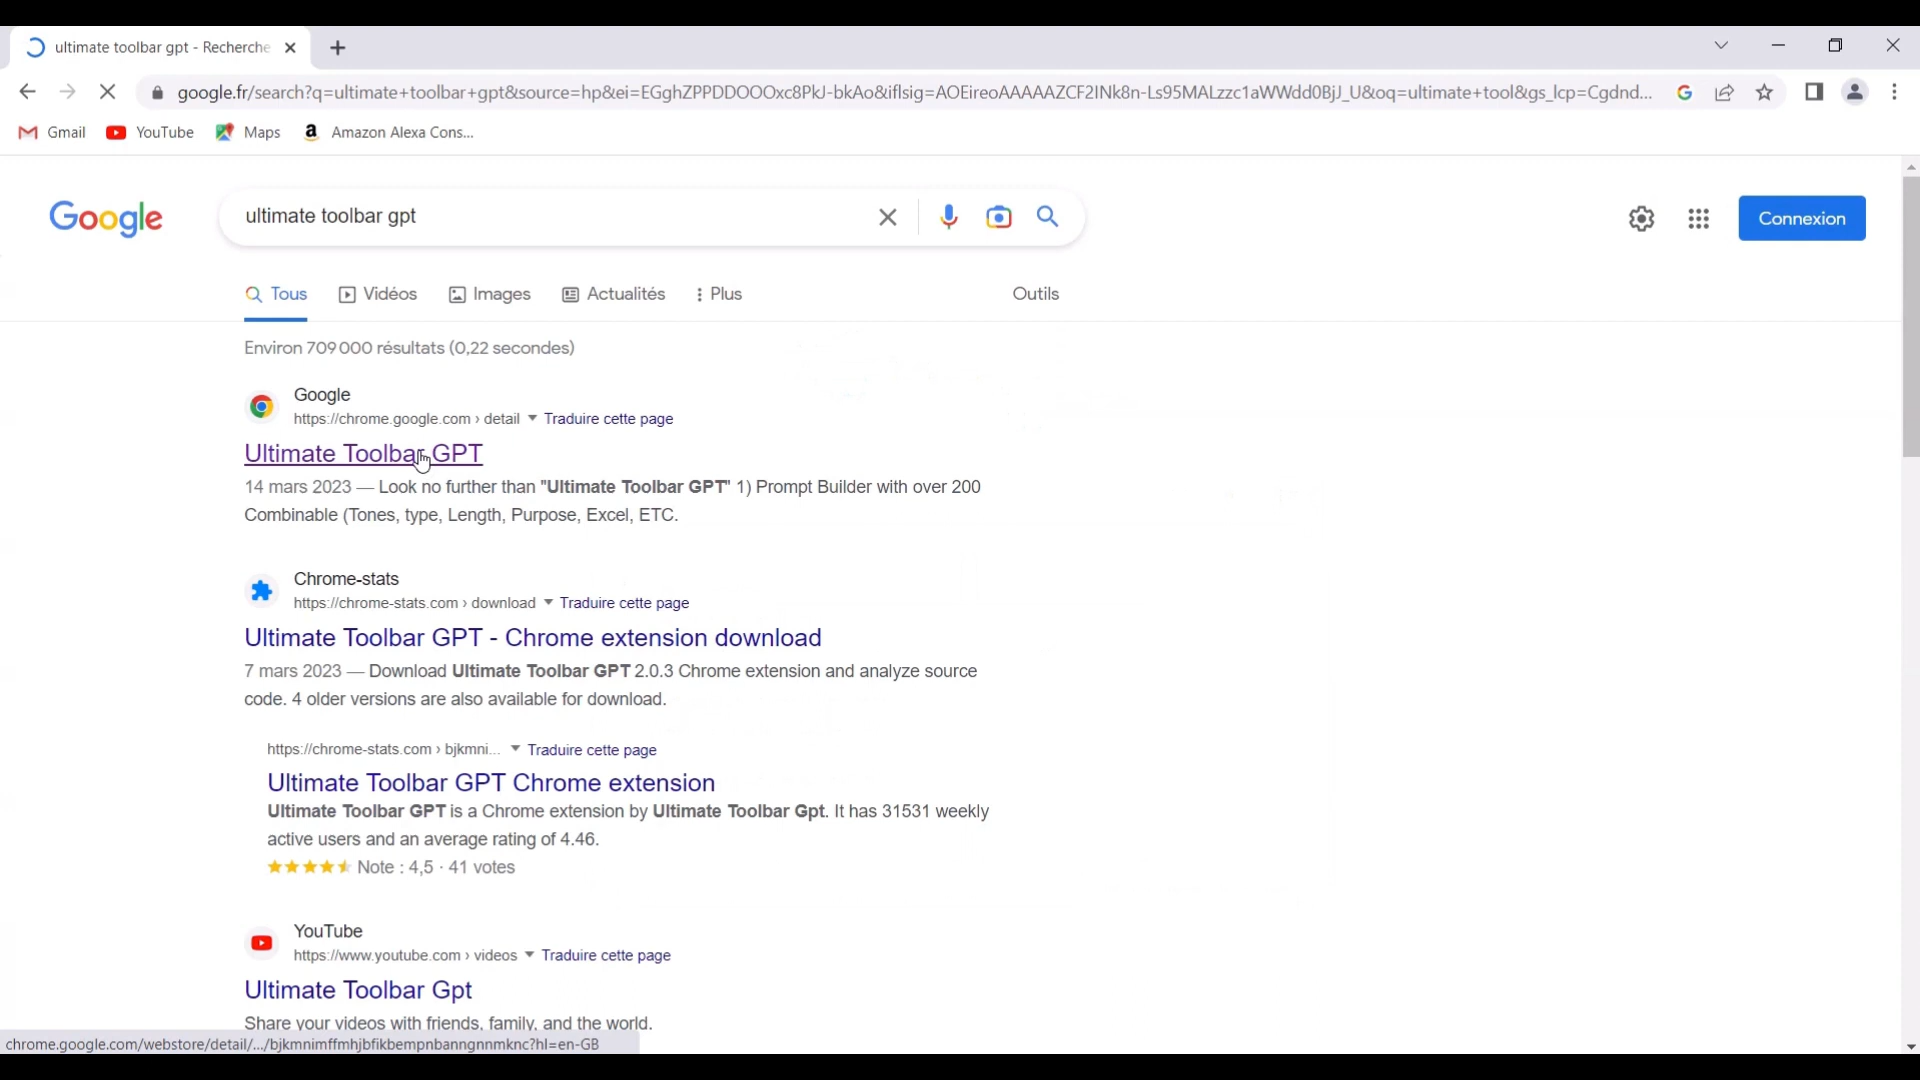 ultimate toolbar gpt - Recherche
google.fr/search?q=ultimate+toolbar+gpt&source=hp&ei=EGghZPPDDOOOxc8PkJ-bkAo&iflsig=AOEireoAAAAAZCF2INk8n-Ls95MALzzc1aWWdd0BjJ_U&oq=ultimate+tool&gs_lcp=Cgdnd...
Gmail YouTube Maps Amazon Alexa Cons...
Google ultimate toolbar gpt Connexion
Tous Vidéos Images Actualités Plus Outils
Environ 709 000 résultats (0,22 secondes)
Google
https://chrome.google.com › detail Traduire cette page
Ultimate Toolbar GPT
14 mars 2023 — Look no further than "Ultimate Toolbar GPT" 1) Prompt Builder with over 200
Combinable (Tones, type, Length, Purpose, Excel, ETC.
Chrome-stats
https://chrome-stats.com › download Traduire cette page
Ultimate Toolbar GPT - Chrome extension download
7 mars 2023 — Download Ultimate Toolbar GPT 2.0.3 Chrome extension and analyze source
code. 4 older versions are also available for download.
https://chrome-stats.com › bjkmni... Traduire cette page
Ultimate Toolbar GPT Chrome extension
Ultimate Toolbar GPT is a Chrome extension by Ultimate Toolbar Gpt. It has 31531 weekly
active users and an average rating of 4.46.
Note : 4,5 · 41 votes
YouTube
https://www.youtube.com › videos Traduire cette page
Ultimate Toolbar Gpt
Share your videos with friends, family, and the world.
chrome.google.com/webstore/detail/.../bjkmnimffmhjbfikbempnbanngnnmknc?hl=en-GB